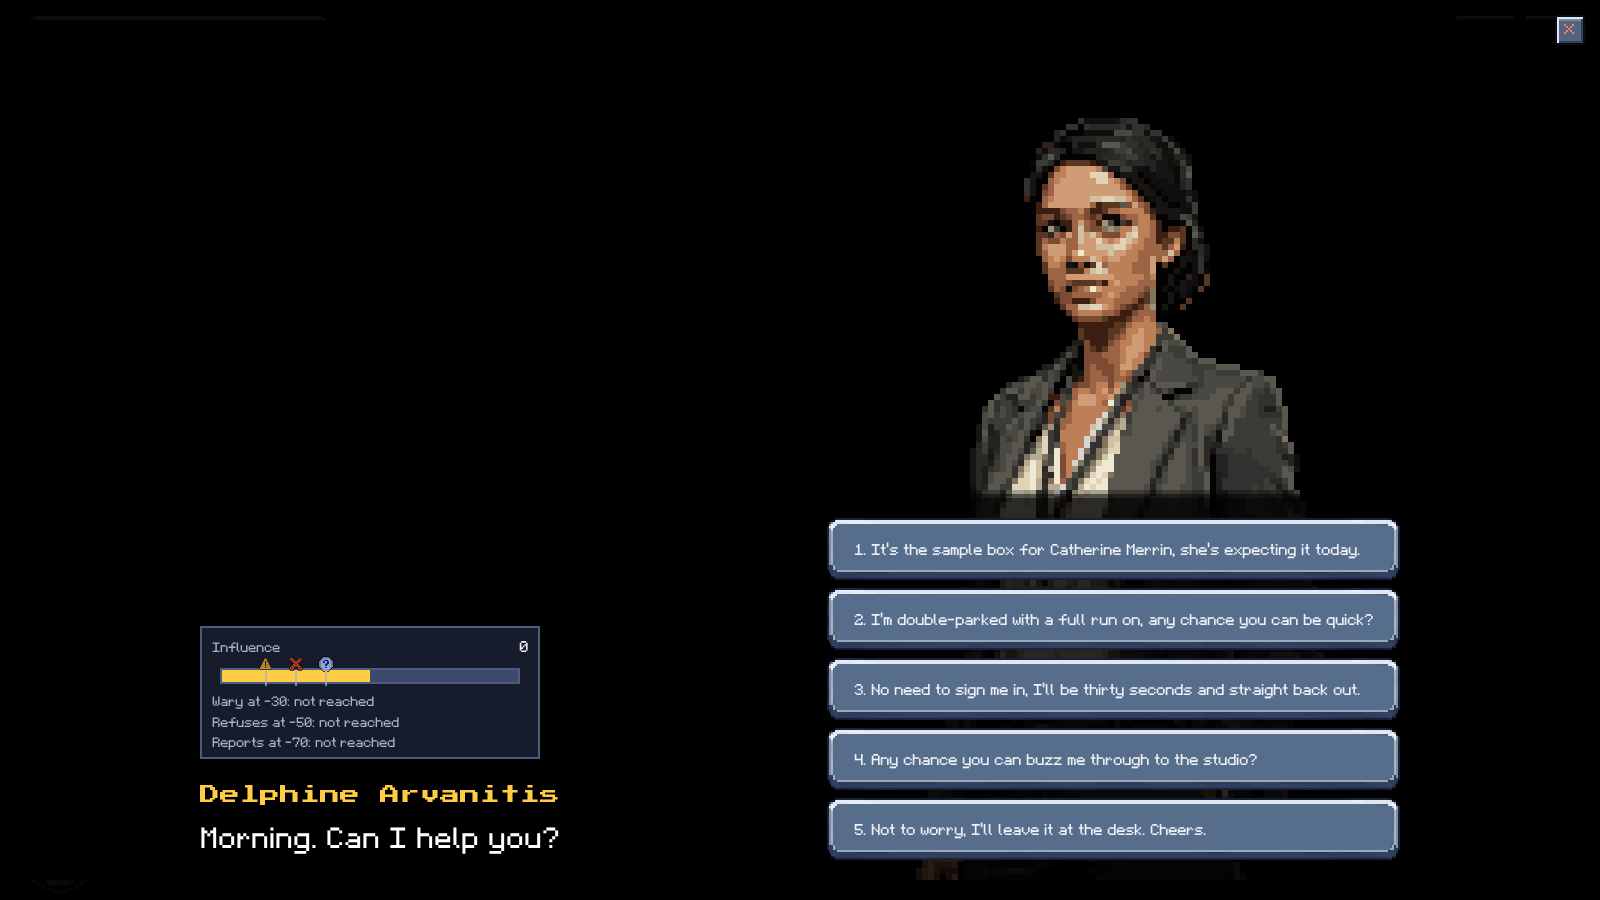 Influence 0
Wary at -30: not reached
Refuses at -50: not reached
Reports at -70: not reached
Delphine Arvanitis
Morning. Can I help you?
1. It's the sample box for Catherine Merrin, she's expecting it today.
2. I'm double-parked with a full run on, any chance you can be quick?
3. No need to sign me in, I'll be thirty seconds and straight back out.
4. Any chance you can buzz me through to the studio?
5. Not to worry, I'll leave it at the desk. Cheers.